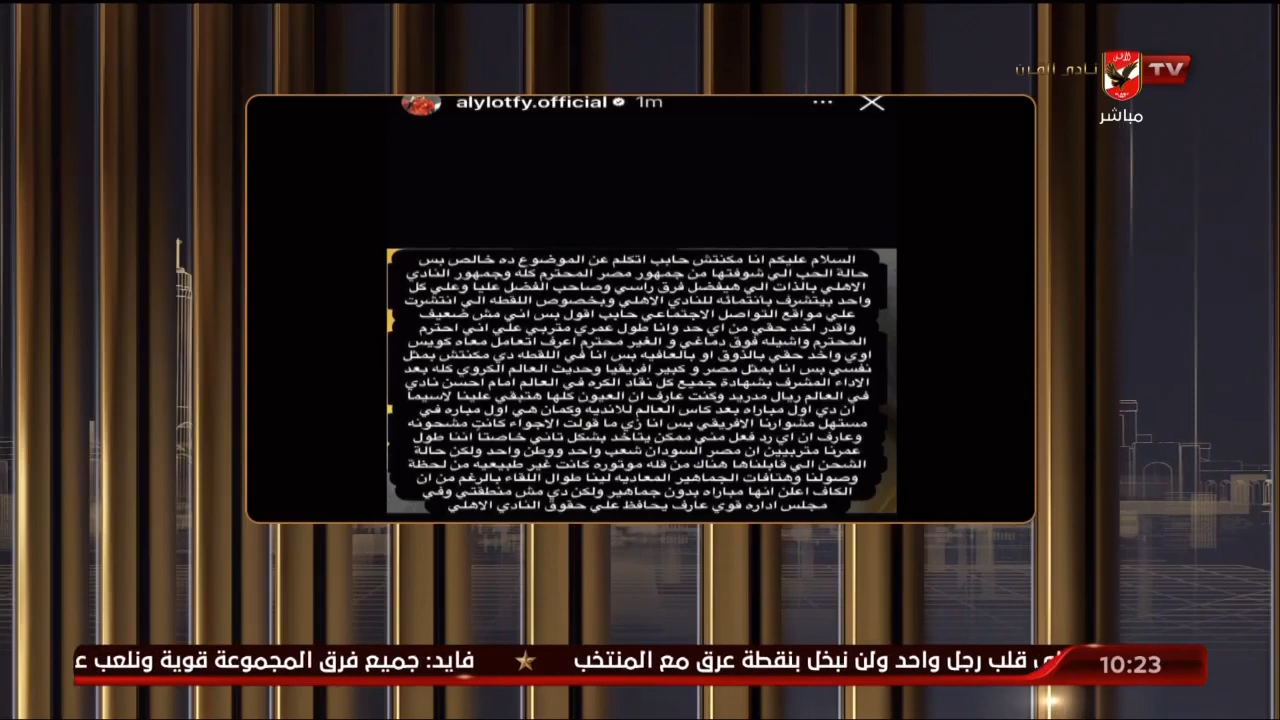 نادي القرن
TV
مباشر
alylotfy.official 1m
السلام عليكم انا مكنتش حابب اتكلم عن الموضوع ده خالص بس
حالة الحب الي شوفتها من جمهور مصر المحترم كله وجمهور النادي
الاهلي بالذات الي هيفضل فرق راسي وصاحب الفضل عليا وعلي كل
واحد بيتشرف بانتمائه للنادي الاهلي وبخصوص اللقطه الي انتشرت
علي مواقع التواصل الاجتماعي حابب اقول بس اني مش ضعيف
واقدر اخد حقي من اي حد وانا طول عمري متربي علي اني احترم
المحترم واشيله فوق دماغي و الغير محترم اعرف اتعامل معاه كويس
اوي واخد حقي بالذوق او بالعافيه بس انا في اللقطه دي مكنتش بمثل
نفسي بس انا بمثل مصر و كبير افريقيا وحديث العالم الكروي كله بعد
الاداء المشرف بشهادة جميع كل نقاد الكره في العالم امام احسن نادي
في العالم ريال مدريد وكنت عارف ان العيون كلها هتبقي علينا لاسيما
ان دي اول مباراه بعد كاس العالم للانديه وكمان هي اول مباره في
مستهل مشوارنا الافريقي بس انا زي ما قولت الاجواء كانت مشحونه
وعارف ان اي رد فعل مني ممكن يتاخد بشكل تاني خاصتا اننا طول
عمرنا متربيين ان مصر السودان شعب واحد ووطن واحد ولكن حالة
الشحن الي قابلناها هناك من قله موتوره كانت غير طبيعيه من لحظة
وصولنا وهتافات الجماهير المعاديه لينا طوال اللقاء بالرغم من ان
الكاف اعلن انها مباراه بدون جماهير ولكن دي مش منطقتي وفي
مجلس اداره قوي عارف يحافظ علي حقوق النادي الاهلي
قلب رجل واحد ولن نبخل بنقطة عرق مع المنتخب
فايد: جميع فرق المجموعة قوية ونلعب
10:23